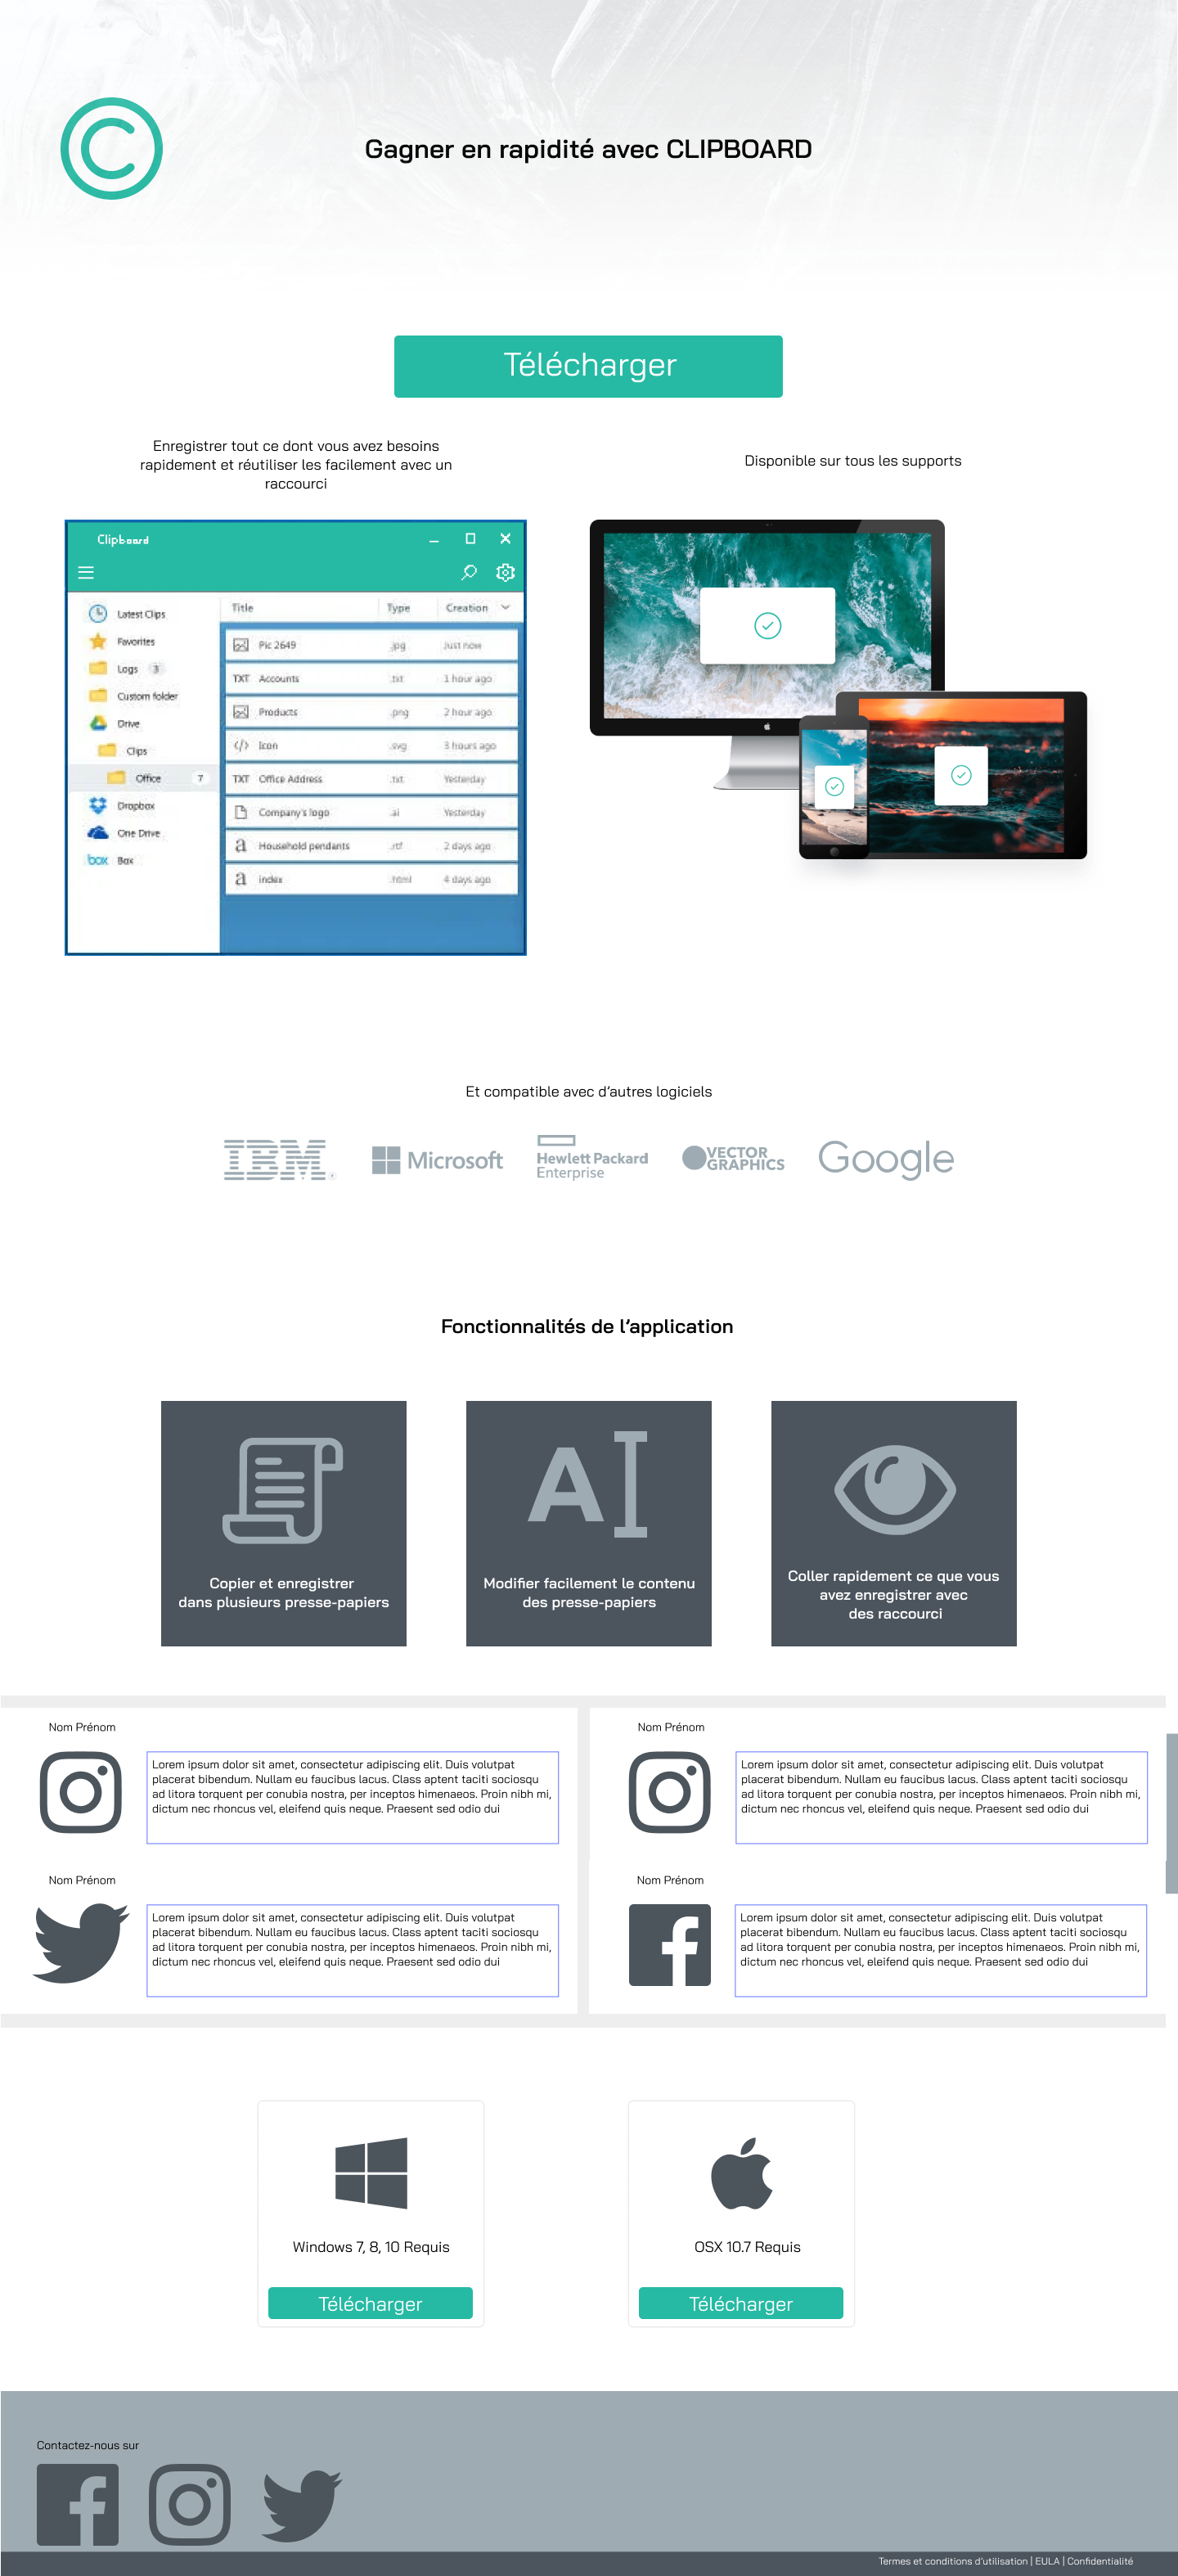 Gagner en rapidité avec CLIPBOARD
Télécharger
Enregistrer tout ce dont vous avez besoins
rapidement et réutiliser les facilement avec un
raccourci
Disponible sur tous les supports
Clipboard
Title Type Creation
Latest Clips
Favorites
Logs 3
Custom folder
Drive
Clips
Office 7
Dropbox
One Drive
box Box
Pic 2649 .jpg Just now
TXT Accounts .txt 1 hour ago
Products .png 2 hour ago
</> Icon .svg 3 hours ago
TXT Office Address .txt Yesterday
Company's logo .ai Yesterday
a Household pendants .rtf 2 days ago
a index .html 4 days ago
Et compatible avec d’autres logiciels
IBM®
Microsoft
Hewlett Packard
Enterprise
VECTOR
GRAPHICS
Google
Fonctionnalités de l’application
A
Copier et enregistrer
dans plusieurs presse-papiers
Modifier facilement le contenu
des presse-papiers
Coller rapidement ce que vous
avez enregistrer avec
des raccourci
Nom Prénom
Lorem ipsum dolor sit amet, consectetur adipiscing elit. Duis volutpat
placerat bibendum. Nullam eu faucibus lacus. Class aptent taciti sociosqu
ad litora torquent per conubia nostra, per inceptos himenaeos. Proin nibh mi,
dictum nec rhoncus vel, eleifend quis neque. Praesent sed odio dui
Nom Prénom
Lorem ipsum dolor sit amet, consectetur adipiscing elit. Duis volutpat
placerat bibendum. Nullam eu faucibus lacus. Class aptent taciti sociosqu
ad litora torquent per conubia nostra, per inceptos himenaeos. Proin nibh mi,
dictum nec rhoncus vel, eleifend quis neque. Praesent sed odio dui
Nom Prénom
Lorem ipsum dolor sit amet, consectetur adipiscing elit. Duis volutpat
placerat bibendum. Nullam eu faucibus lacus. Class aptent taciti sociosqu
ad litora torquent per conubia nostra, per inceptos himenaeos. Proin nibh mi,
dictum nec rhoncus vel, eleifend quis neque. Praesent sed odio dui
Nom Prénom
Lorem ipsum dolor sit amet, consectetur adipiscing elit. Duis volutpat
placerat bibendum. Nullam eu faucibus lacus. Class aptent taciti sociosqu
ad litora torquent per conubia nostra, per inceptos himenaeos. Proin nibh mi,
dictum nec rhoncus vel, eleifend quis neque. Praesent sed odio dui
Windows 7, 8, 10 Requis
Télécharger
OSX 10.7 Requis
Télécharger
Contactez-nous sur
Termes et conditions d'utilisation | EULA | Confidentialité